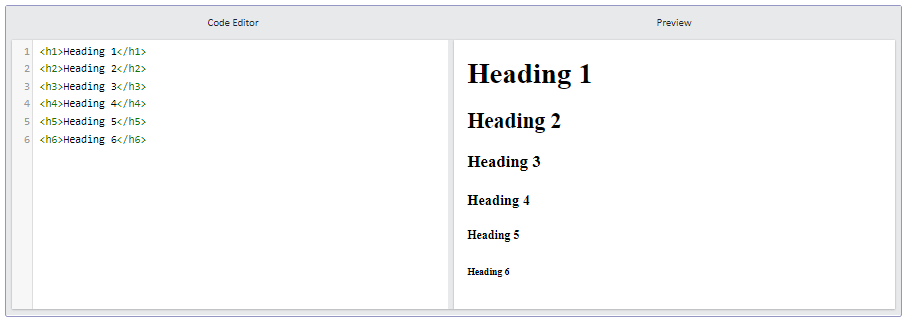 Code Editor
Preview
1 <h1>Heading 1</h1>
2 <h2>Heading 2</h2>
3 <h3>Heading 3</h3>
4 <h4>Heading 4</h4>
5 <h5>Heading 5</h5>
6 <h6>Heading 6</h6>
Heading 1
Heading 2
Heading 3
Heading 4
Heading 5
Heading 6